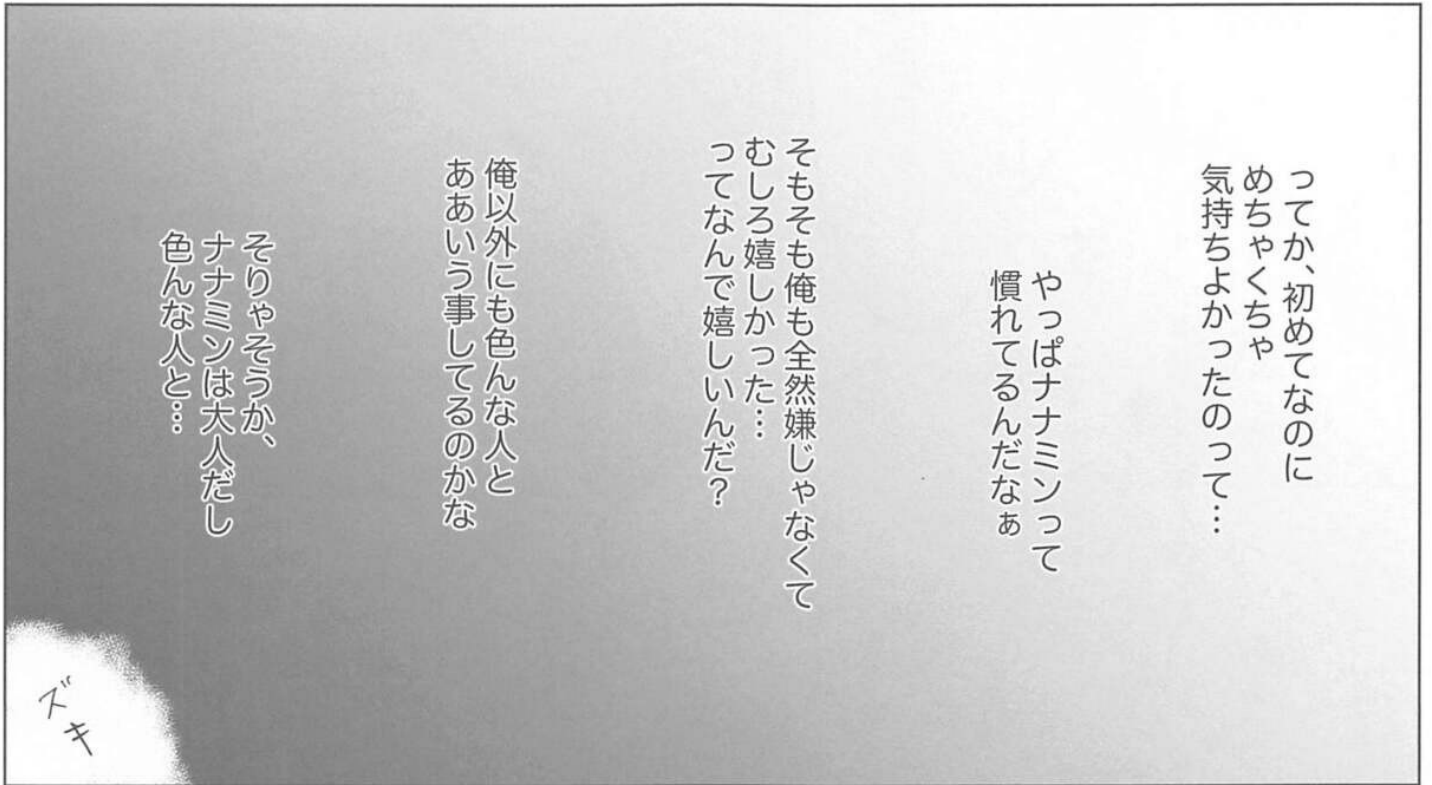 ってか、初めてなのに
めちゃくちゃ
気持ちよかったのって…
やっぱナナミンって
慣れてるんだなぁ
そもそも俺も全然嫌じゃなくて
むしろ嬉しかった…
ってなんで嬉しいんだ?
俺以外にも色んな人と
ああいう事してるのかな
そりゃそうか、
ナナミンは大人だし
色んな人と…
ズキ